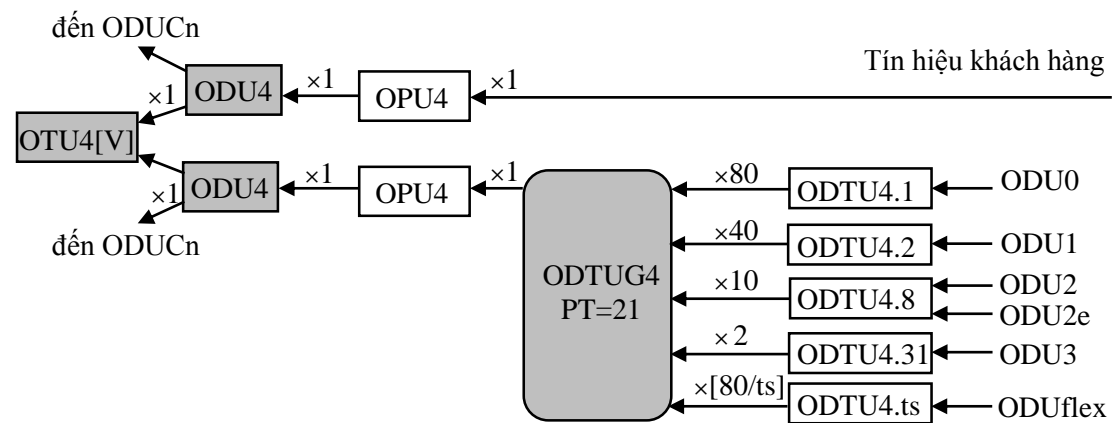 đến ODUCn
Tín hiệu khách hàng
×1 ODU4 ×1 OPU4 ×1
OTU4[V]
×1 ODU4 ×1 OPU4 ×1
đến ODUCn
ODTUG4
PT=21
×80 ODTU4.1 ODU0
×40 ODTU4.2 ODU1
×10 ODTU4.8 ODU2
ODU2e
×2 ODTU4.31 ODU3
×[80/ts] ODTU4.ts ODUflex